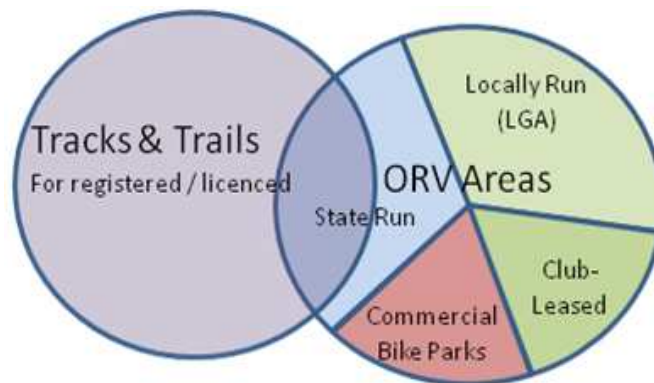 Tracks & Trails
For registered / licenced
Locally Run
(LGA)
ORV Areas
State Run
Club-
Leased
Commercial
Bike Parks